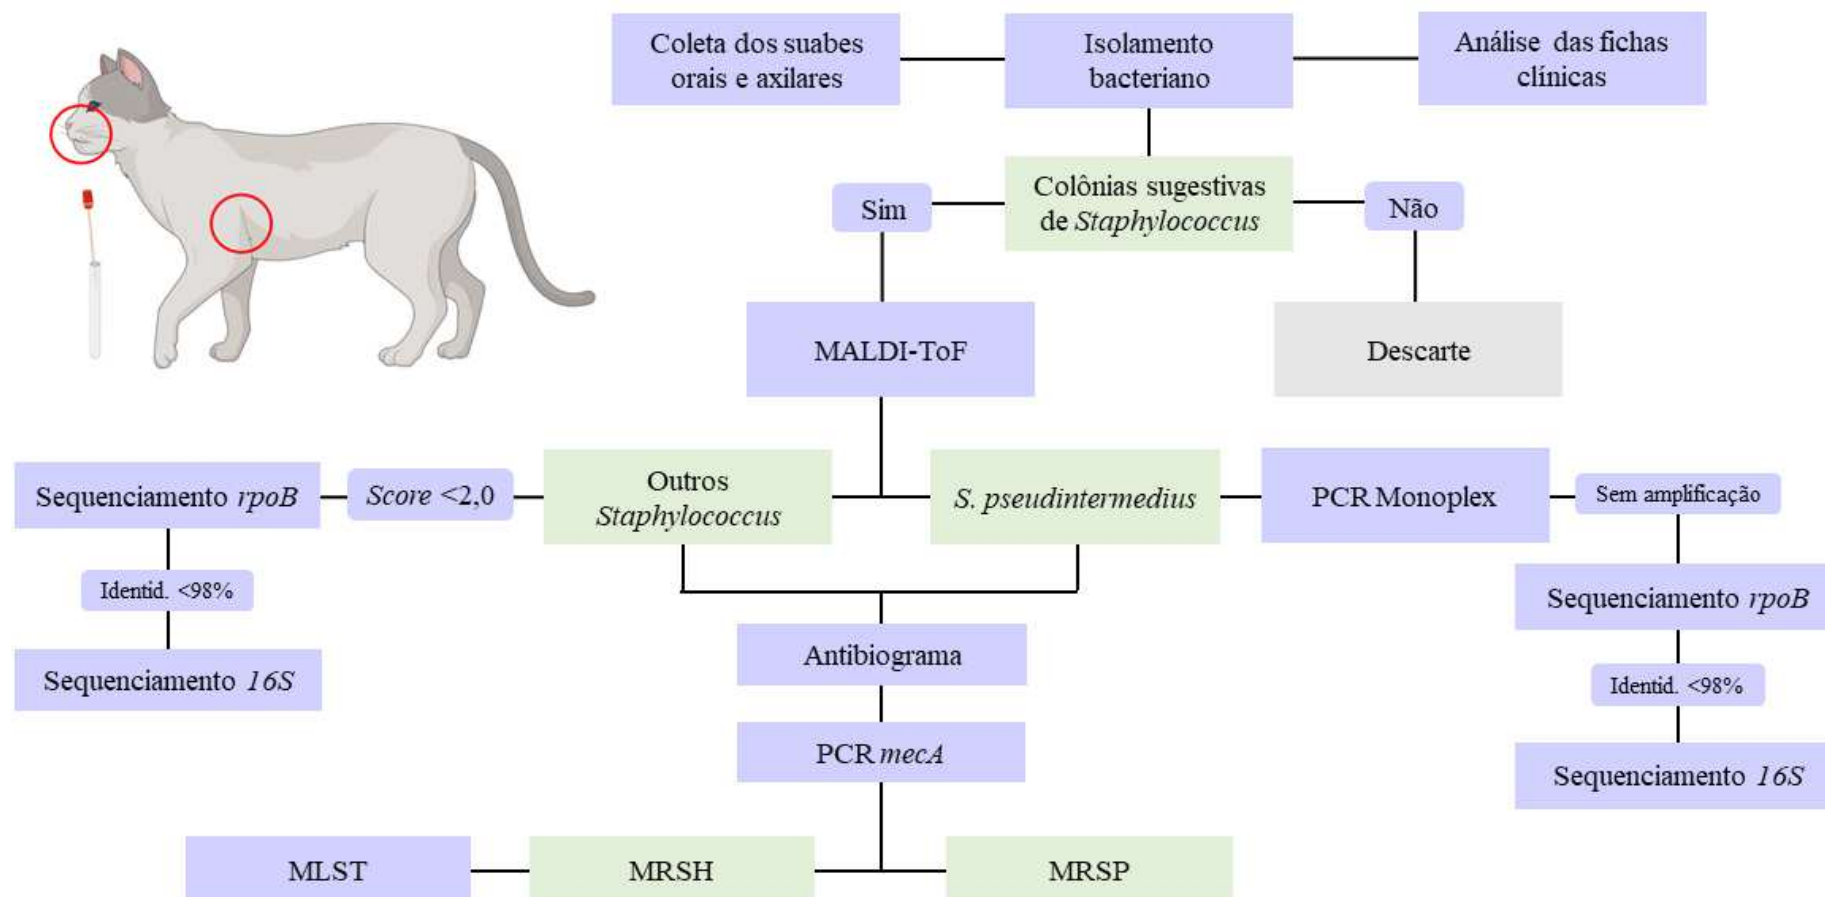 Coleta dos suabes
orais e axilares
Isolamento
bacteriano
Análise das fichas
clínicas
Sim
Colônias sugestivas
de Staphylococcus
Não
MALDI-ToF
Descarte
Sequenciamento rpoB
Score <2,0
Outros
Staphylococcus
S. pseudintermedius
PCR Monoplex
Sem amplificação
Identid. <98%
Sequenciamento 16S
Sequenciamento rpoB
Identid. <98%
Sequenciamento 16S
Antibiograma
PCR mecA
MLST
MRSH
MRSP